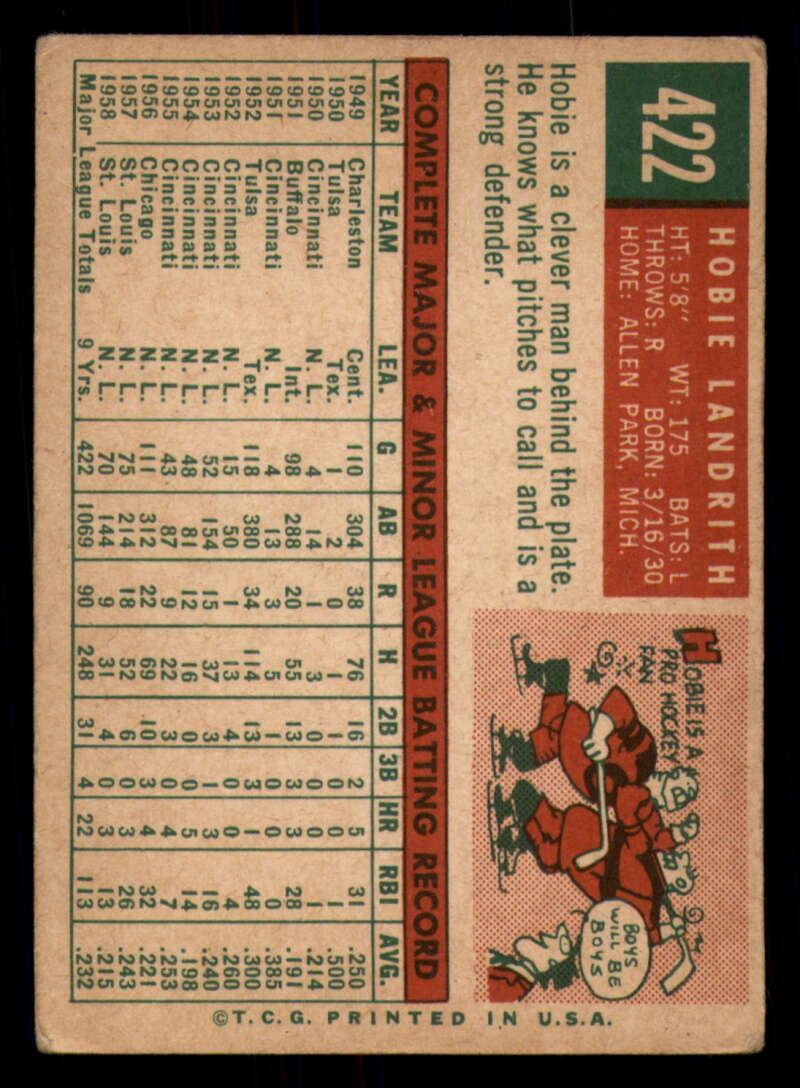 422
HOBIE LANDRITH
HT: 5'8" WT: 175 BATS: L
THROWS: R BORN: 3/16/30
HOME: ALLEN PARK, MICH.
Hobie is a clever man behind the plate.
He knows what pitches to call and is a
strong defender.
HOBIE IS A
PRO HOCKEY
FAN
BOYS
WILL BE
BOYS
COMPLETE MAJOR & MINOR LEAGUE BATTING RECORD
YEAR TEAM LEA. G AB R H 2B 3B HR RBI AVG.
1949 Charleston Cent. 110 304 38 76 16 2 5 31 .250
1950 Tulsa Tex. 1 2 0 1 1 0 0 1 .500
1950 Cincinnati N. L. 4 14 1 3 0 0 0 1 .214
1951 Buffalo Int. 98 288 20 55 13 3 3 28 .191
1951 Cincinnati N. L. 4 13 3 5 1 0 0 0 .385
1952 Tulsa Tex. 118 380 34 114 13 3 1 48 .300
1952 Cincinnati N. L. 15 50 1 13 4 0 0 4 .260
1953 Cincinnati N. L. 52 154 15 37 3 1 3 16 .240
1954 Cincinnati N. L. 48 81 12 16 0 0 5 14 .198
1955 Cincinnati N. L. 43 87 9 22 3 0 4 7 .253
1956 Chicago N. L. 111 312 22 69 10 3 4 32 .221
1957 St. Louis N. L. 75 214 18 52 6 0 3 26 .243
1958 St. Louis N. L. 70 144 9 31 4 0 3 13 .215
Major League Totals 9 Yrs. 422 1069 90 248 31 4 22 113 .232
©T.C.G. PRINTED IN U.S.A.